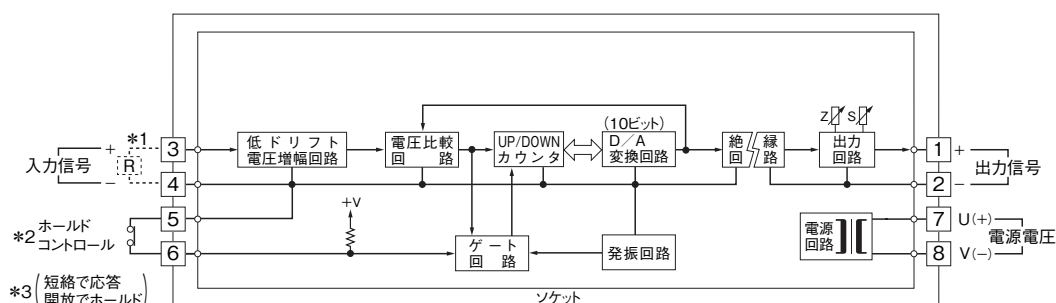 *1
入力信号
+
R
−
3
4
5
6
*2 ホールド
コントロール
*3 (短絡で応答
開放でホールド)
低ドリフト
電圧増幅回路
電圧比較
回路
UP/DOWN
カウンタ
(10ビット)
D/A
変換回路
絶縁
回路
Z S
出力
回路
+V
ゲート
回路
発振回路
電源
回路
ソケット
1 +
2 −
出力信号
7 U(+)
8 V(−)
電源電圧